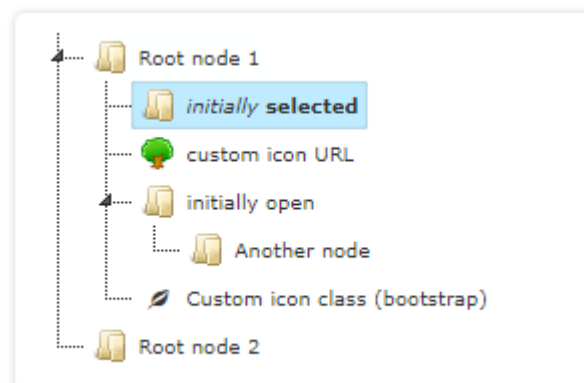 Root node 1
initially selected
custom icon URL
initially open
Another node
Custom icon class (bootstrap)
Root node 2